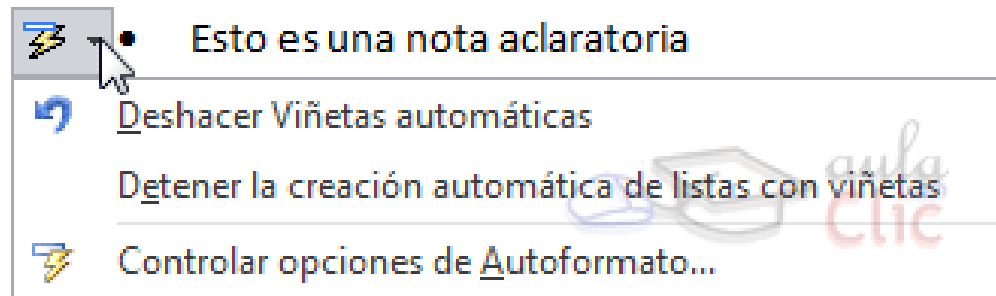 • Esto es una nota aclaratoria
Deshacer Viñetas automáticas
Detener la creación automática de listas con viñetas
aula
Clic
Controlar opciones de Autoformato...